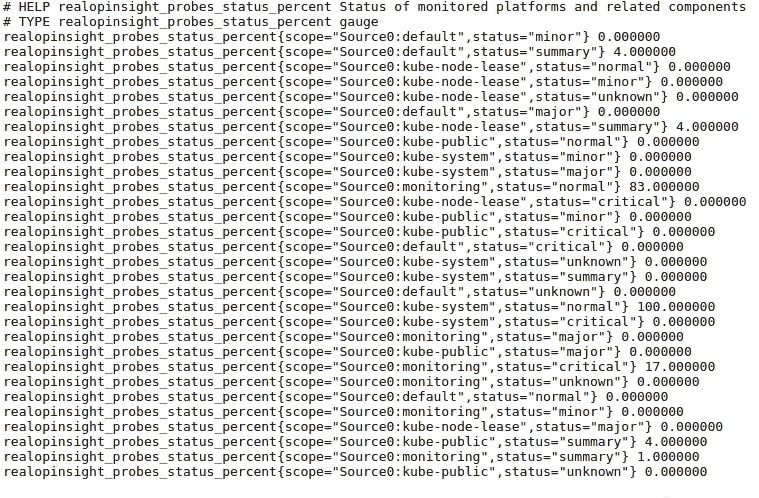 # HELP realopinsight_probes_status_percent Status of monitored platforms and related components
# TYPE realopinsight_probes_status_percent gauge
realopinsight_probes_status_percent{scope="Source0:default",status="minor"} 0.000000
realopinsight_probes_status_percent{scope="Source0:default",status="summary"} 4.000000
realopinsight_probes_status_percent{scope="Source0:kube-node-lease",status="normal"} 0.000000
realopinsight_probes_status_percent{scope="Source0:kube-node-lease",status="minor"} 0.000000
realopinsight_probes_status_percent{scope="Source0:kube-node-lease",status="unknown"} 0.000000
realopinsight_probes_status_percent{scope="Source0:default",status="major"} 0.000000
realopinsight_probes_status_percent{scope="Source0:kube-node-lease",status="summary"} 4.000000
realopinsight_probes_status_percent{scope="Source0:kube-public",status="normal"} 0.000000
realopinsight_probes_status_percent{scope="Source0:kube-system",status="minor"} 0.000000
realopinsight_probes_status_percent{scope="Source0:kube-system",status="major"} 0.000000
realopinsight_probes_status_percent{scope="Source0:monitoring",status="normal"} 83.000000
realopinsight_probes_status_percent{scope="Source0:kube-node-lease",status="critical"} 0.000000
realopinsight_probes_status_percent{scope="Source0:kube-public",status="minor"} 0.000000
realopinsight_probes_status_percent{scope="Source0:kube-public",status="critical"} 0.000000
realopinsight_probes_status_percent{scope="Source0:default",status="critical"} 0.000000
realopinsight_probes_status_percent{scope="Source0:kube-system",status="unknown"} 0.000000
realopinsight_probes_status_percent{scope="Source0:kube-system",status="summary"} 0.000000
realopinsight_probes_status_percent{scope="Source0:default",status="unknown"} 0.000000
realopinsight_probes_status_percent{scope="Source0:kube-system",status="normal"} 100.000000
realopinsight_probes_status_percent{scope="Source0:kube-system",status="critical"} 0.000000
realopinsight_probes_status_percent{scope="Source0:monitoring",status="major"} 0.000000
realopinsight_probes_status_percent{scope="Source0:kube-public",status="major"} 0.000000
realopinsight_probes_status_percent{scope="Source0:monitoring",status="critical"} 17.000000
realopinsight_probes_status_percent{scope="Source0:monitoring",status="unknown"} 0.000000
realopinsight_probes_status_percent{scope="Source0:default",status="normal"} 0.000000
realopinsight_probes_status_percent{scope="Source0:monitoring",status="minor"} 0.000000
realopinsight_probes_status_percent{scope="Source0:kube-node-lease",status="major"} 0.000000
realopinsight_probes_status_percent{scope="Source0:kube-public",status="summary"} 4.000000
realopinsight_probes_status_percent{scope="Source0:monitoring",status="summary"} 1.000000
realopinsight_probes_status_percent{scope="Source0:kube-public",status="unknown"} 0.000000